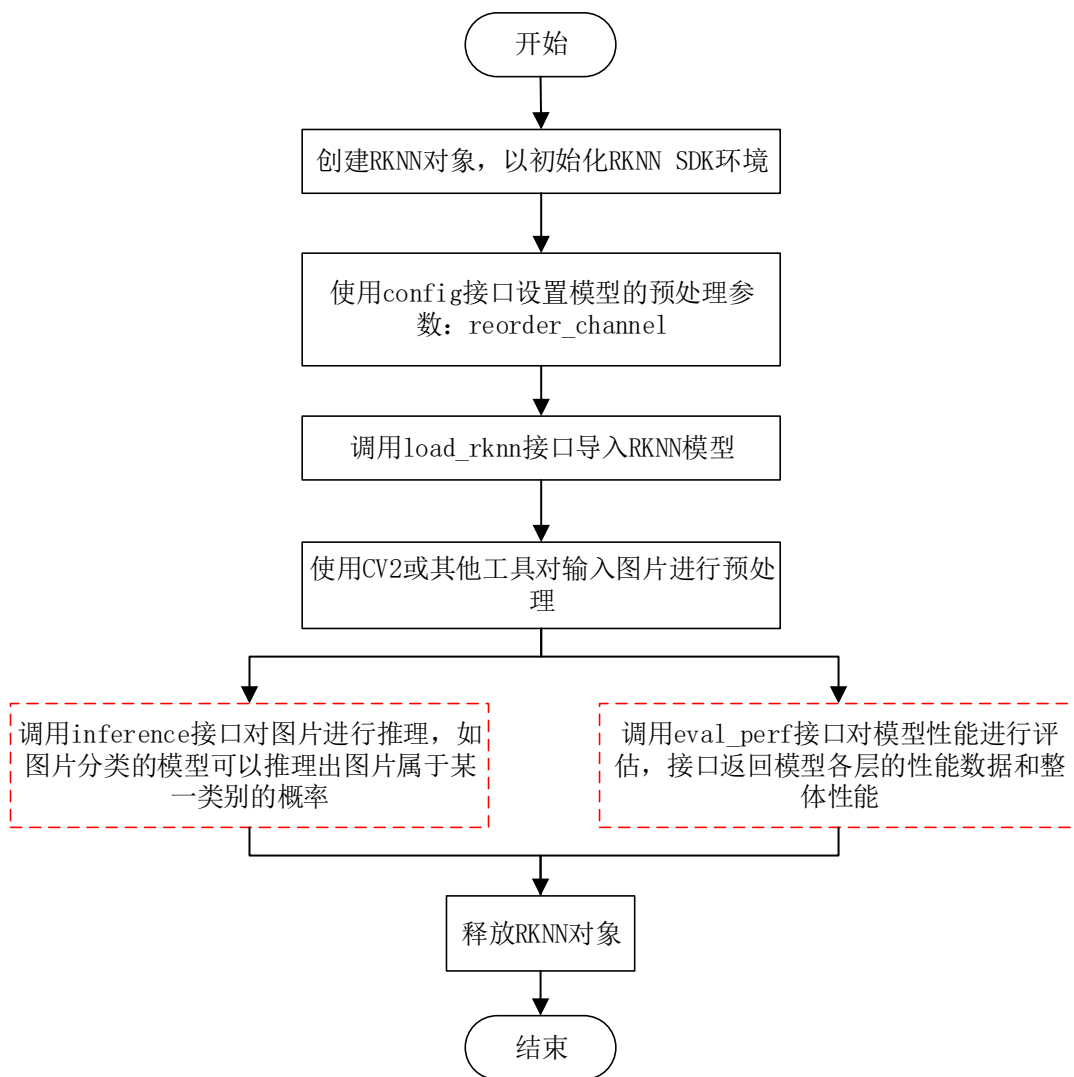 开始
创建RKNN对象，以初始化RKNN SDK环境
使用config接口设置模型的预处理参
数：reorder_channel
调用load_rknn接口导入RKNN模型
使用CV2或其他工具对输入图片进行预处
理
调用inference接口对图片进行推理，如
图片分类的模型可以推理出图片属于某
一类别的概率
调用eval_perf接口对模型性能进行评
估，接口返回模型各层的性能数据和整
体性能
释放RKNN对象
结束